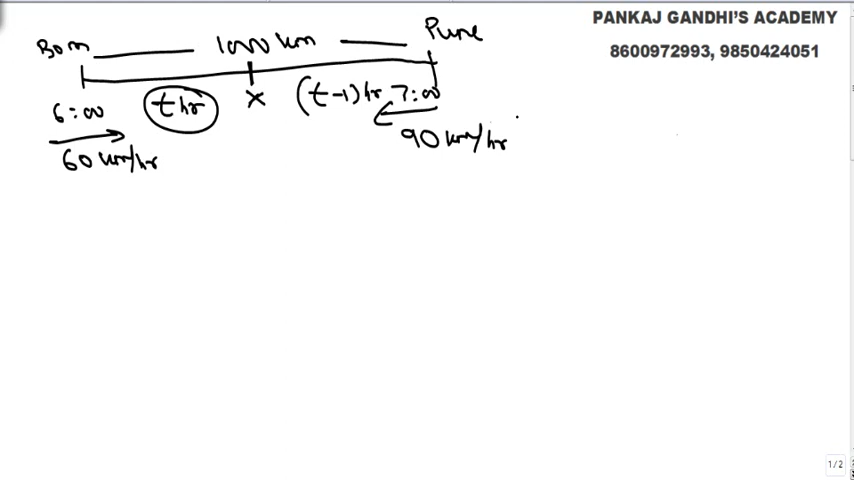 PANKAJ GANDHI'S ACADEMY
8600972993, 9850424051
Bom 1000 km Pune
6:00 t hr x (t-1) hr 7:00
60 km/hr 90 km/hr
1/2